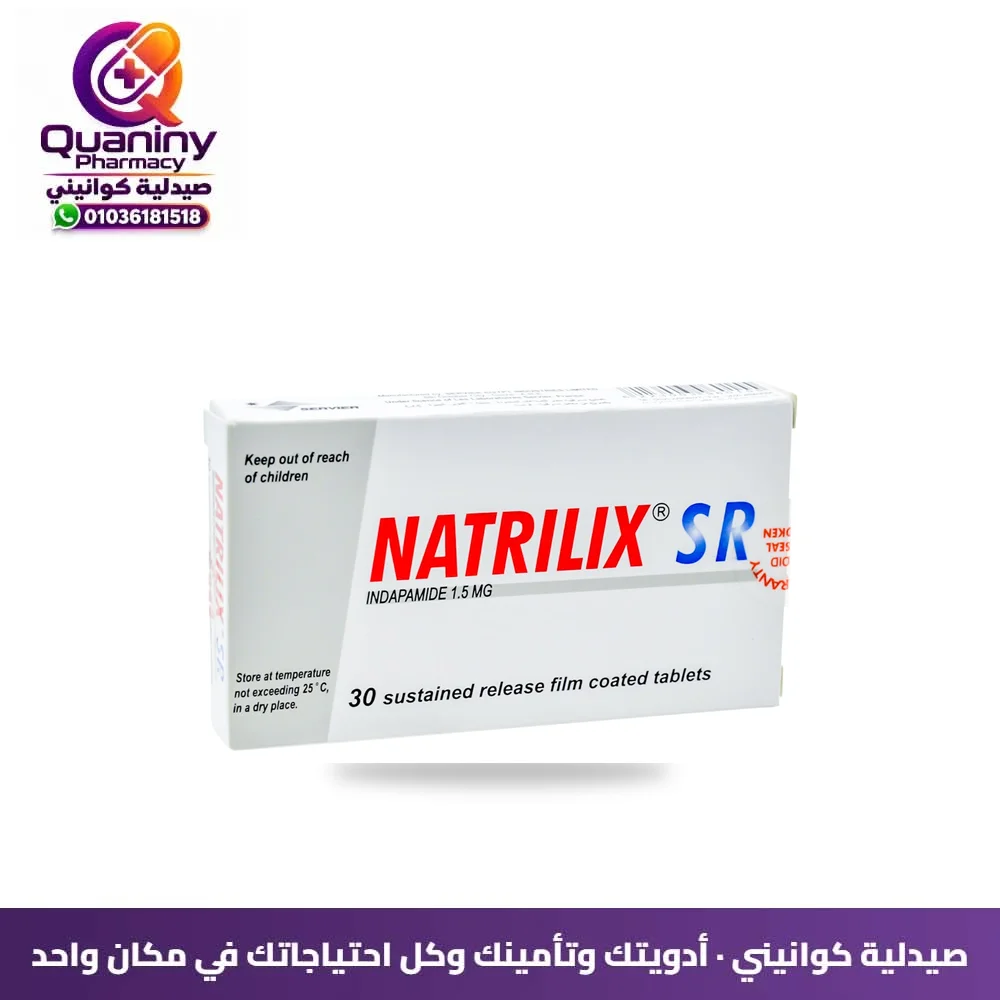 Quaniny
Pharmacy
صيدلية كوانيني
01036181518
SERVIER
Keep out of reach
of children
NATRILIX® SR
INDAPAMIDE 1.5 MG
Store at temperature
not exceeding 25°C,
in a dry place.
30 sustained release film coated tablets
NATRILIX SR
صيدلية كوانيني · أدويتك وتأمينك وكل احتياجاتك في مكان واحد